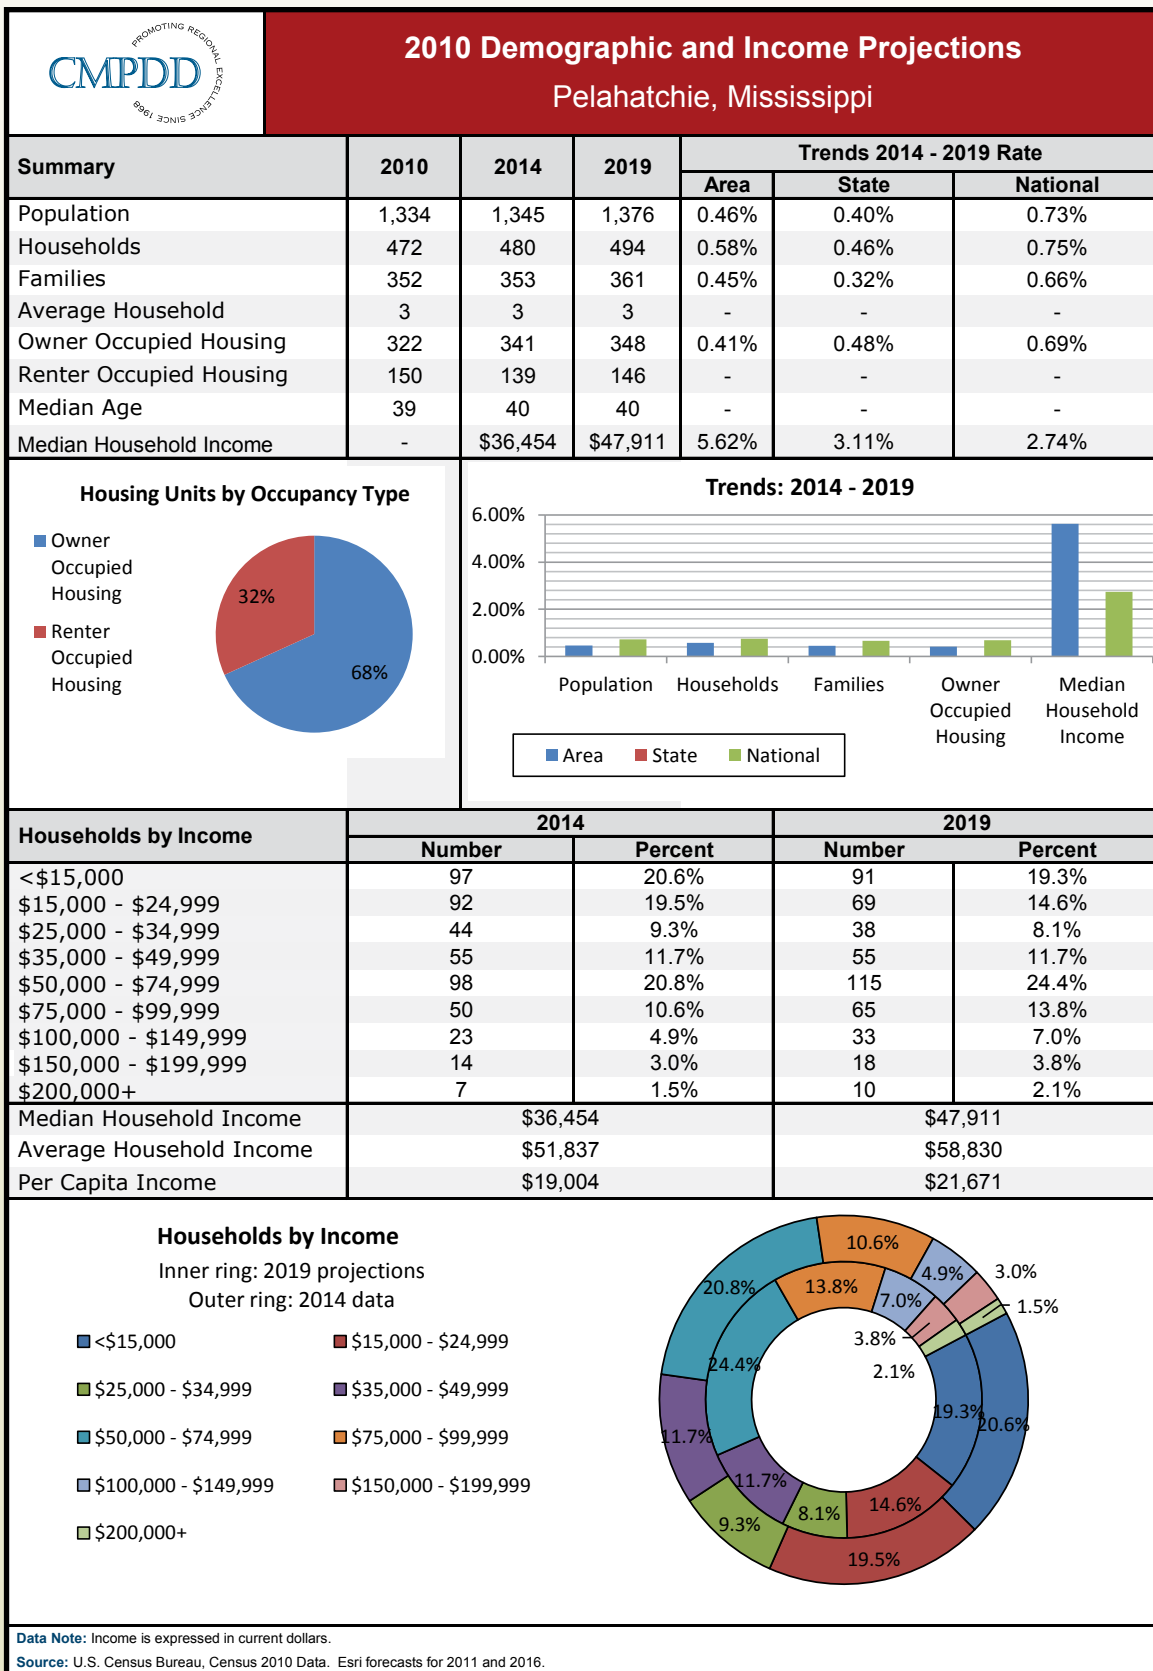 PROMOTING REGIONAL EXCELLENCE SINCE 1968
CMPDD
2010 Demographic and Income Projections
Pelahatchie, Mississippi
Summary 2010 2014 2019 Trends 2014 - 2019 Rate
Area State National
Population 1,334 1,345 1,376 0.46% 0.40% 0.73%
Households 472 480 494 0.58% 0.46% 0.75%
Families 352 353 361 0.45% 0.32% 0.66%
Average Household 3 3 3 - - -
Owner Occupied Housing 322 341 348 0.41% 0.48% 0.69%
Renter Occupied Housing 150 139 146 - - -
Median Age 39 40 40 - - -
Median Household Income - $36,454 $47,911 5.62% 3.11% 2.74%
Housing Units by Occupancy Type
Owner
Occupied
Housing
Renter
Occupied
Housing
32%
68%
Trends: 2014 - 2019
6.00%
4.00%
2.00%
0.00%
Population Households Families Owner Occupied Housing Median Household Income
Area State National
Households by Income 2014 2019
Number Percent Number Percent
<$15,000 97 20.6% 91 19.3%
$15,000 - $24,999 92 19.5% 69 14.6%
$25,000 - $34,999 44 9.3% 38 8.1%
$35,000 - $49,999 55 11.7% 55 11.7%
$50,000 - $74,999 98 20.8% 115 24.4%
$75,000 - $99,999 50 10.6% 65 13.8%
$100,000 - $149,999 23 4.9% 33 7.0%
$150,000 - $199,999 14 3.0% 18 3.8%
$200,000+ 7 1.5% 10 2.1%
Median Household Income $36,454 $47,911
Average Household Income $51,837 $58,830
Per Capita Income $19,004 $21,671
Households by Income
Inner ring: 2019 projections
Outer ring: 2014 data
<$15,000 $15,000 - $24,999
$25,000 - $34,999 $35,000 - $49,999
$50,000 - $74,999 $75,000 - $99,999
$100,000 - $149,999 $150,000 - $199,999
$200,000+
10.6%
4.9% 3.0%
20.8% 13.8% 7.0% 1.5%
3.8%
24.4% 2.1%
19.3% 20.6%
11.7%
11.7%
8.1% 14.6%
9.3%
19.5%
Data Note: Income is expressed in current dollars.
Source: U.S. Census Bureau, Census 2010 Data. Esri forecasts for 2011 and 2016.